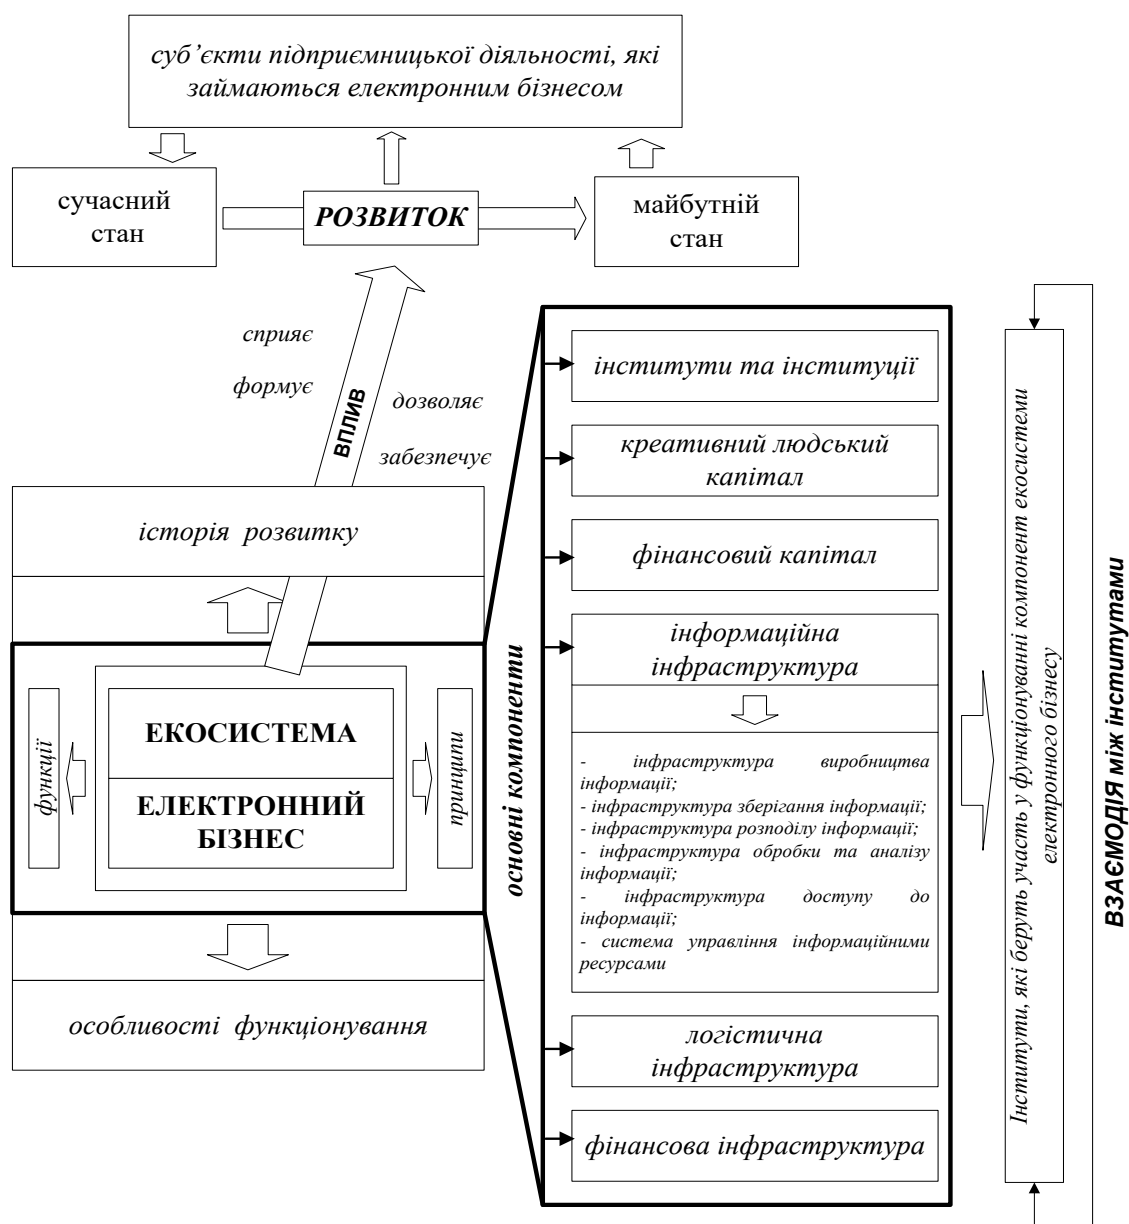 суб’єкти підприємницької діяльності, які
займаються електронним бізнесом
сучасний
стан
РОЗВИТОК
майбутній
стан
сприяє
формує
ВПЛИВ
дозволяє
забезпечує
історія розвитку
функції
ЕКОСИСТЕМА
ЕЛЕКТРОННИЙ
БІЗНЕС
принципи
особливості функціонування
основні компоненти
інститути та інституції
креативний людський
капітал
фінансовий капітал
інформаційна
інфраструктура
- інфраструктура виробництва
інформації;
- інфраструктура зберігання інформації;
- інфраструктура розподілу інформації;
- інфраструктура обробки та аналізу
інформації;
- інфраструктура доступу до
інформації;
- система управління інформаційними
ресурсами
логістична
інфраструктура
фінансова інфраструктура
Інститути, які беруть участь у функціонуванні компонент екосистеми
електронного бізнесу
ВЗАЄМОДІЯ між інститутами